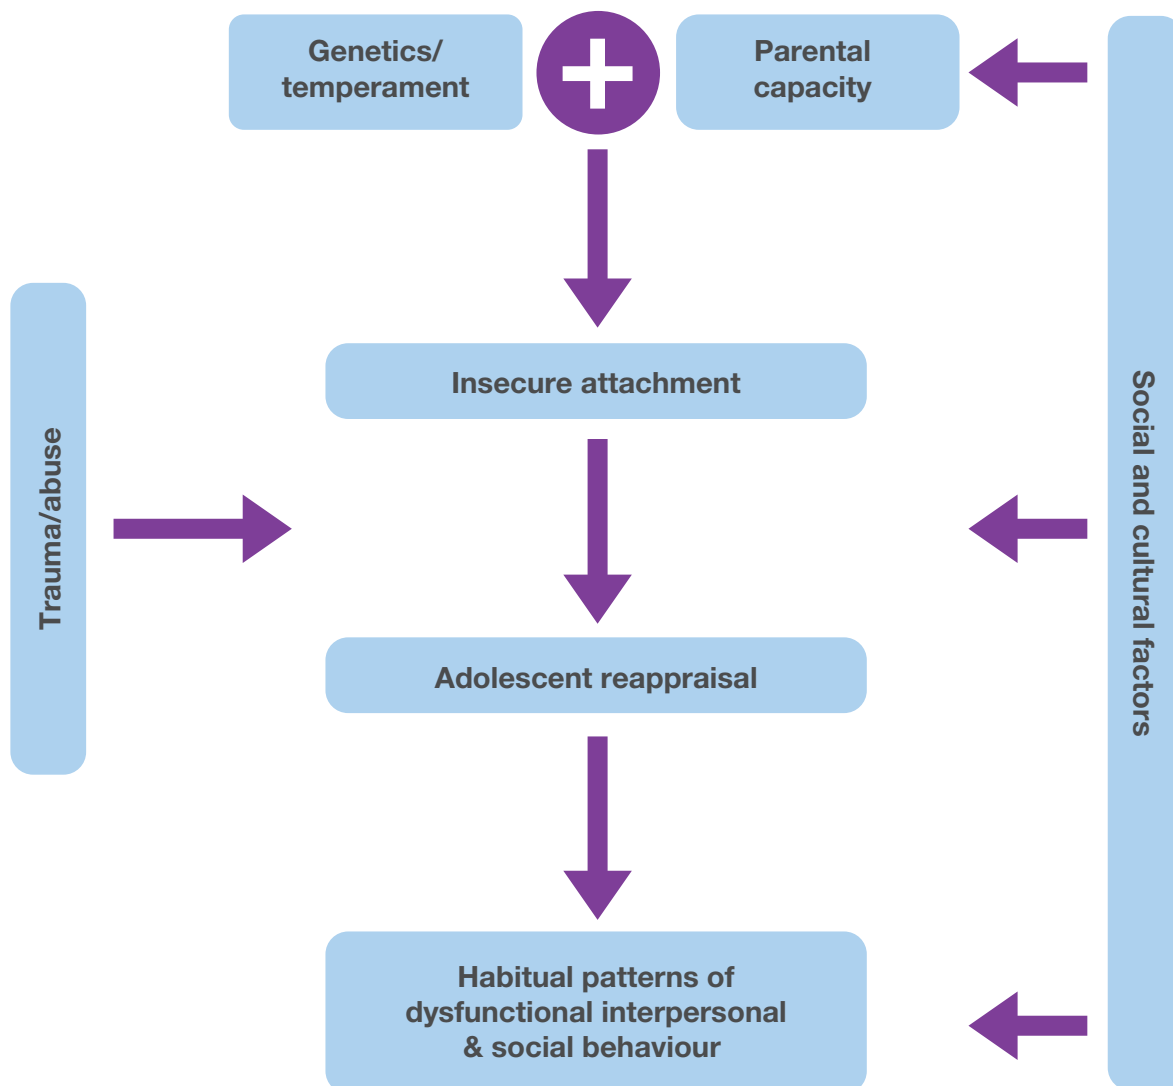 Genetics/
temperament
Parental
capacity
Insecure attachment
Trauma/abuse
Social and cultural factors
Adolescent reappraisal
Habitual patterns of
dysfunctional interpersonal
& social behaviour